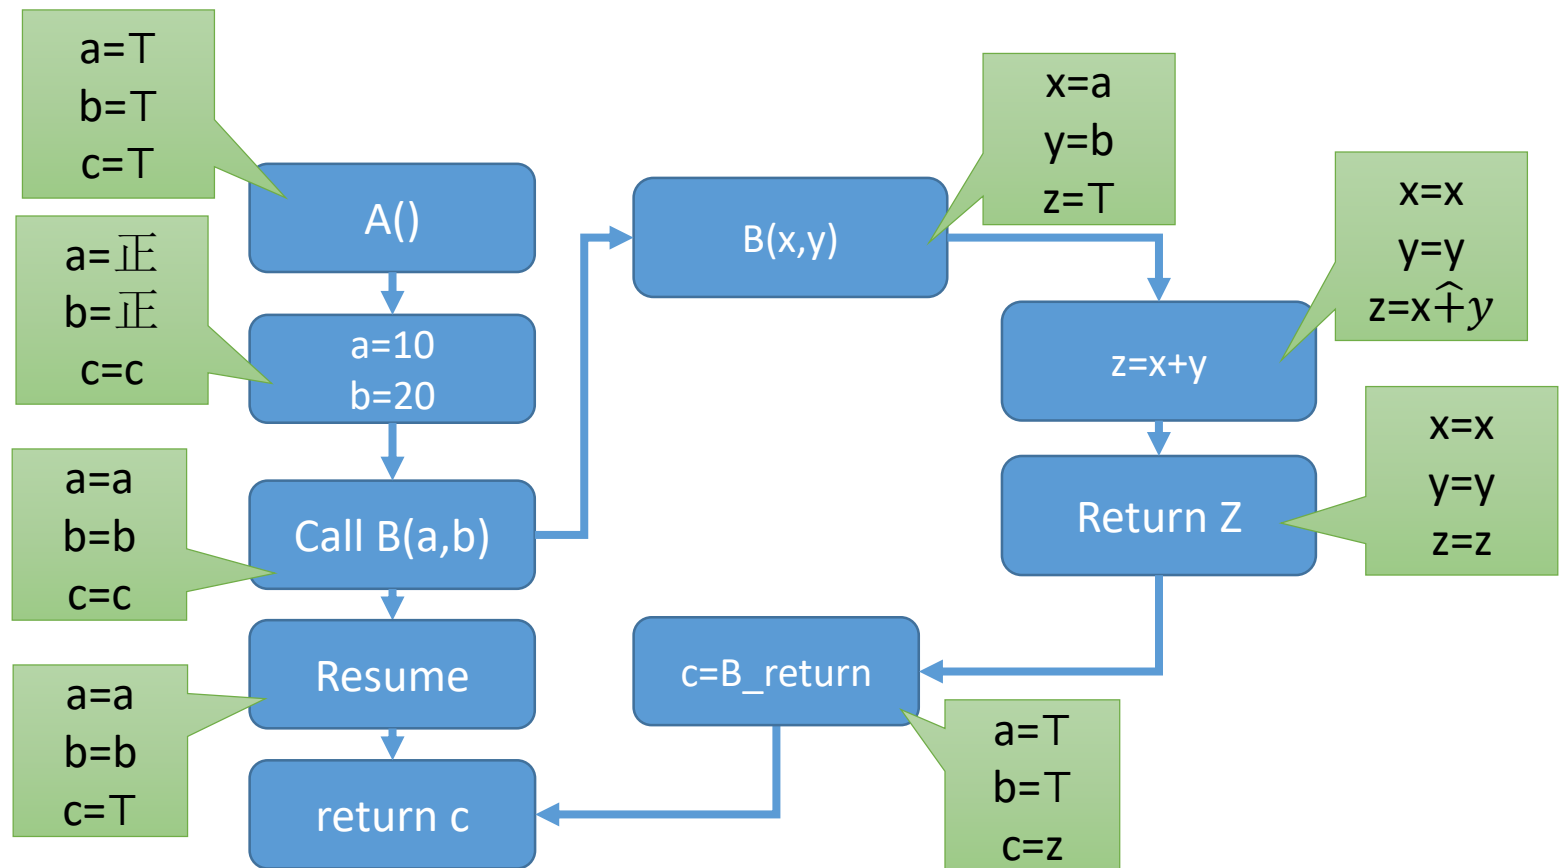 a=⊤
b=⊤
c=⊤
A()
a=正
b=正
c=c
a=10
b=20
a=a
b=b
c=c
Call B(a,b)
Resume
a=a
b=b
c=⊤
return c
B(x,y)
x=a
y=b
z=⊤
x=x
y=y
z=x+̂y
z=x+y
x=x
y=y
z=z
Return Z
c=B_return
a=⊤
b=⊤
c=z